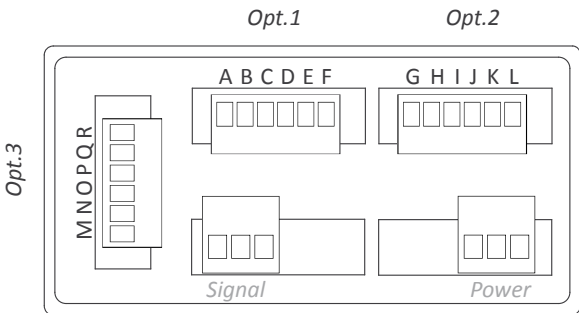 Opt.1 Opt.2
A B C D E F G H I J K L
Opt.3
M N O P Q R
Signal Power